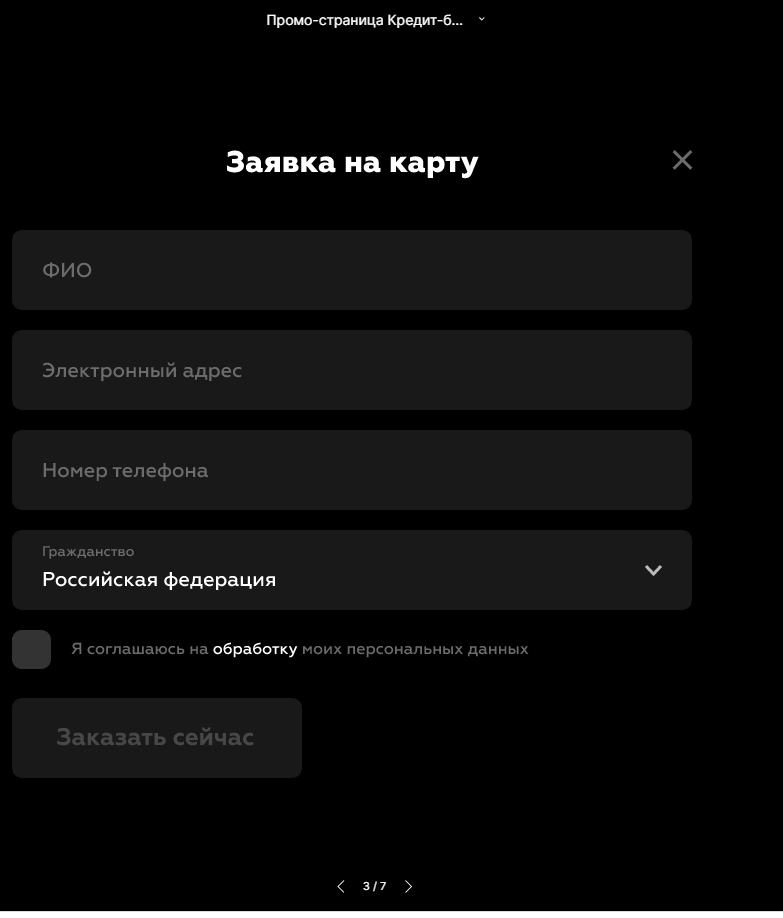 Промо-страница Кредит-б...
Заявка на карту
ФИО
Электронный адрес
Номер телефона
Гражданство
Российская федерация
Я соглашаюсь на обработку моих персональных данных
Заказать сейчас
3 / 7